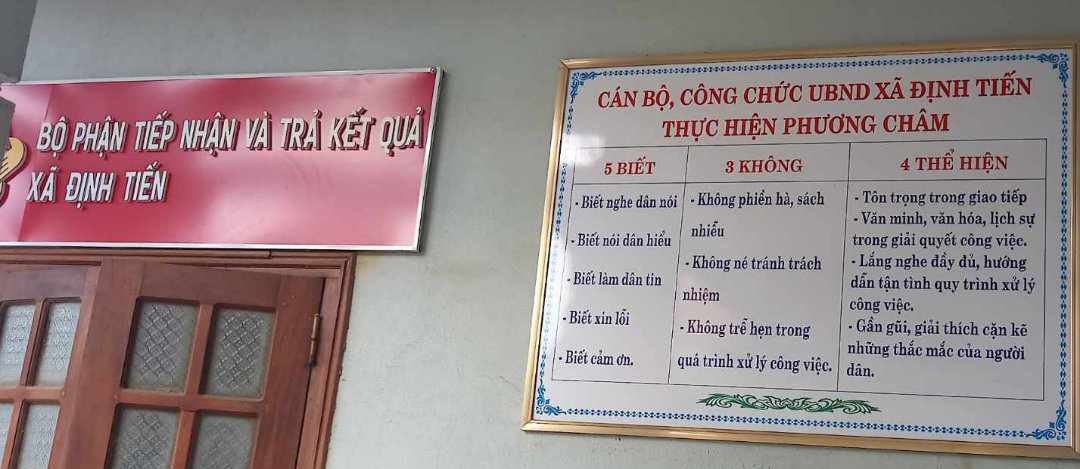 BỘ PHẬN TIẾP NHẬN VÀ TRẢ KẾT QUẢ
XÃ ĐỊNH TIẾN
CÁN BỘ, CÔNG CHỨC UBND XÃ ĐỊNH TIẾN
THỰC HIỆN PHƯƠNG CHÂM
5 BIẾT
- Biết nghe dân nói
- Biết nói dân hiểu
- Biết làm dân tin
- Biết xin lỗi
- Biết cảm ơn.
3 KHÔNG
- Không phiền hà, sách
nhiễu
- Không né tránh trách
nhiệm
- Không trễ hẹn trong
quá trình xử lý công việc.
4 THỂ HIỆN
- Tôn trọng trong giao tiếp
- Văn minh, văn hóa, lịch sự
trong giải quyết công việc.
- Lắng nghe đầy đủ, hướng
dẫn tận tình quy trình xử lý
công việc.
- Gần gũi, giải thích cặn kẽ
những thắc mắc của người
dân.